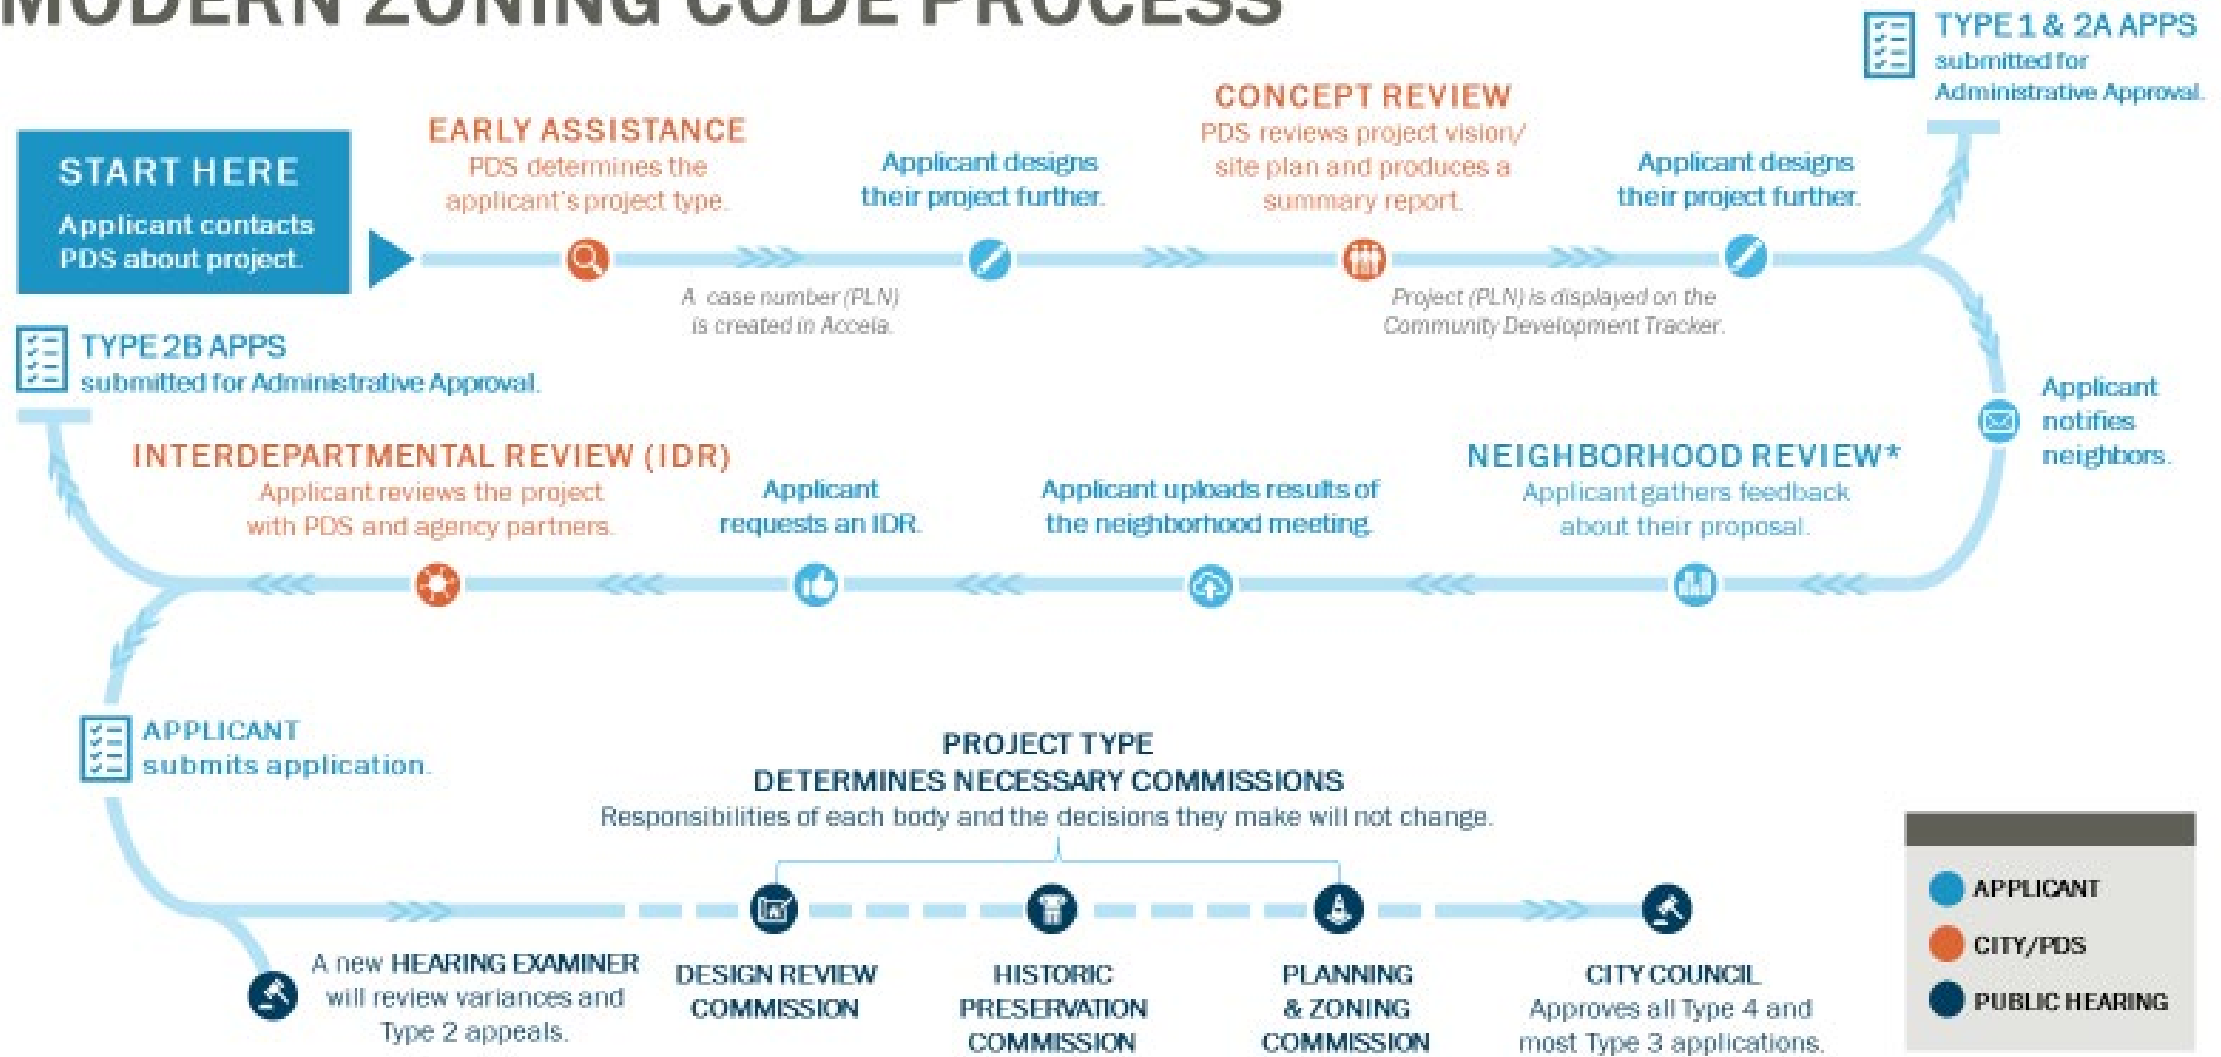 MODERN ZONING CODE PROCESS
TYPE 1 & 2A APPS
submitted for
Administrative Approval.
START HERE
Applicant contacts
PDS about project.
EARLY ASSISTANCE
PDS determines the
applicant's project type.
A case number (PLN)
is created in Accela.
Applicant designs
their project further.
CONCEPT REVIEW
PDS reviews project vision/
site plan and produces a
summary report.
Project (PLN) is displayed on the
Community Development Tracker.
Applicant designs
their project further.
Applicant
notifies
neighbors.
NEIGHBORHOOD REVIEW*
Applicant gathers feedback
about their proposal.
Applicant uploads results of
the neighborhood meeting.
Applicant
requests an IDR.
INTERDEPARTMENTAL REVIEW (IDR)
Applicant reviews the project
with PDS and agency partners.
TYPE 2B APPS
submitted for Administrative Approval.
APPLICANT
submits application.
PROJECT TYPE
DETERMINES NECESSARY COMMISSIONS
Responsibilities of each body and the decisions they make will not change.
A new HEARING EXAMINER
will review variances and
Type 2 appeals.
DESIGN REVIEW
COMMISSION
HISTORIC
PRESERVATION
COMMISSION
PLANNING
& ZONING
COMMISSION
CITY COUNCIL
Approves all Type 4 and
most Type 3 applications.
APPLICANT
CITY/PDS
PUBLIC HEARING